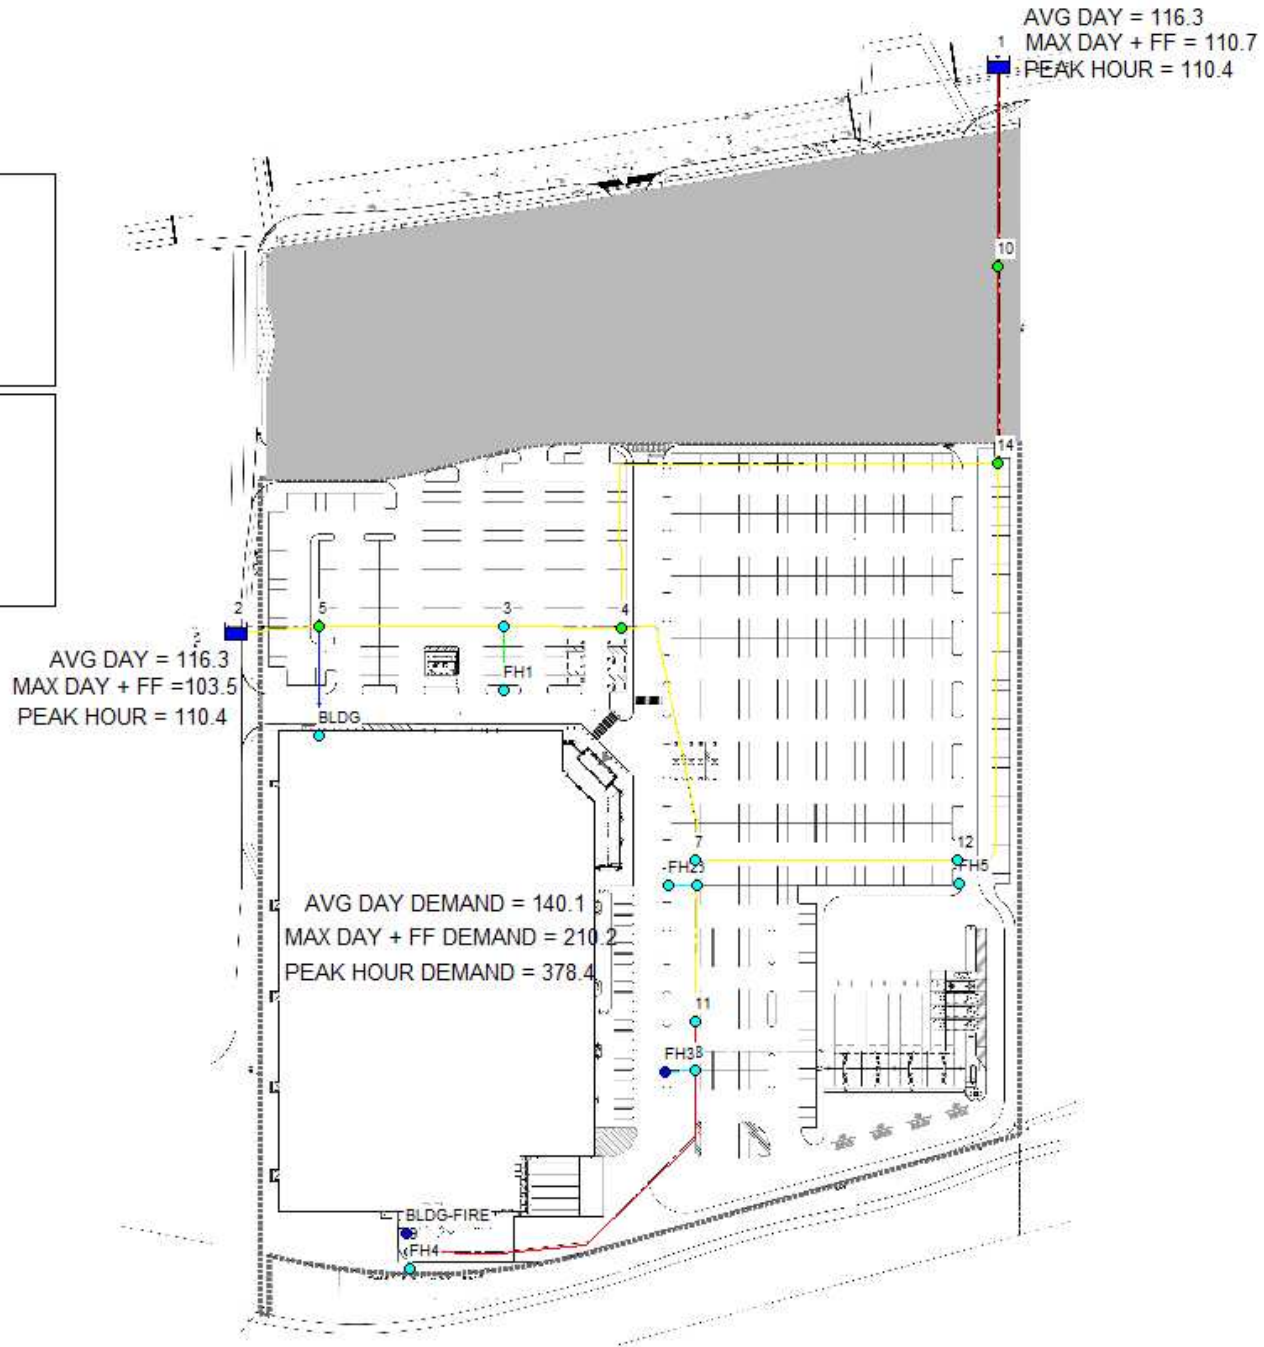 AVG DAY = 116.3
1
MAX DAY + FF = 110.7
PEAK HOUR = 110.4
10
14
2
5
3
4
AVG DAY = 116.3
MAX DAY + FF =103.5
PEAK HOUR = 110.4
FH1
BLDG
7
12
FH5
AVG DAY DEMAND = 140.1
MAX DAY + FF DEMAND = 210.2
PEAK HOUR DEMAND = 378.4
11
BLDG-FIRE
FH4